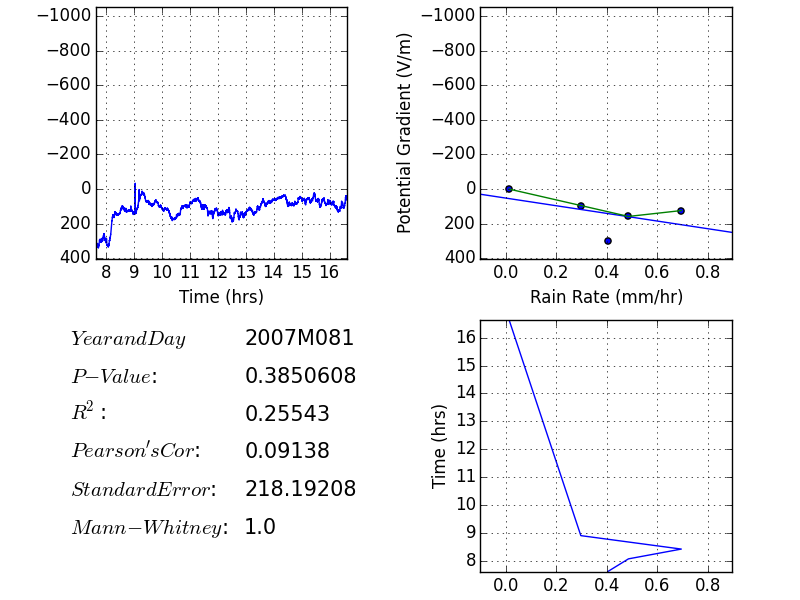 −1000
−800
−600
−400
−200
0
200
400
8 9 10 11 12 13 14 15 16
Time (hrs)
Potential Gradient (V/m)
−1000
−800
−600
−400
−200
0
200
400
0.0 0.2 0.4 0.6 0.8
Rain Rate (mm/hr)
YearandDay 2007M081
P−Value: 0.3850608
R² : 0.25543
Pearson'sCor: 0.09138
StandardError: 218.19208
Mann−Whitney: 1.0
Time (hrs)
16
15
14
13
12
11
10
9
8
0.0 0.2 0.4 0.6 0.8